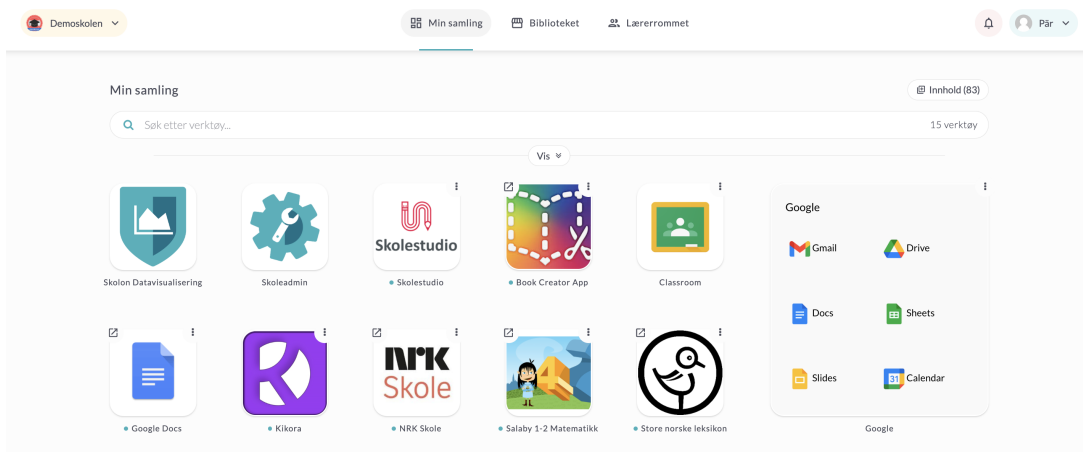 Demoskolen
Min samling
Biblioteket
Lærerrommet
Pär
Min samling
Innhold (83)
Søk etter verktøy...
15 verktøy
Vis
Skolestudio
Google
Gmail
Drive
Docs
Sheets
Slides
31 Calendar
Skolon Datavisualisering
Skoleadmin
Skolestudio
Book Creator App
Classroom
K
NRK
Skole
4
Google Docs
Kikora
NRK Skole
Salaby 1-2 Matematikk
Store norske leksikon
Google